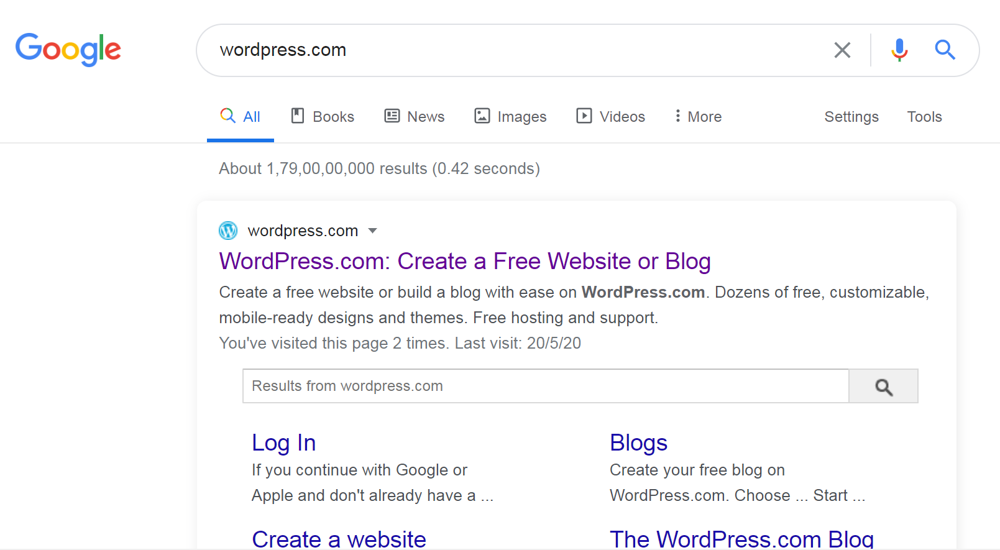 Google
wordpress.com
All Books News Images Videos More Settings Tools
About 1,79,00,00,000 results (0.42 seconds)
wordpress.com
WordPress.com: Create a Free Website or Blog
Create a free website or build a blog with ease on WordPress.com. Dozens of free, customizable,
mobile-ready designs and themes. Free hosting and support.
You've visited this page 2 times. Last visit: 20/5/20
Results from wordpress.com
Log In
If you continue with Google or
Apple and don't already have a ...
Blogs
Create your free blog on
WordPress.com. Choose ... Start ...
Create a website
The WordPress.com Blog